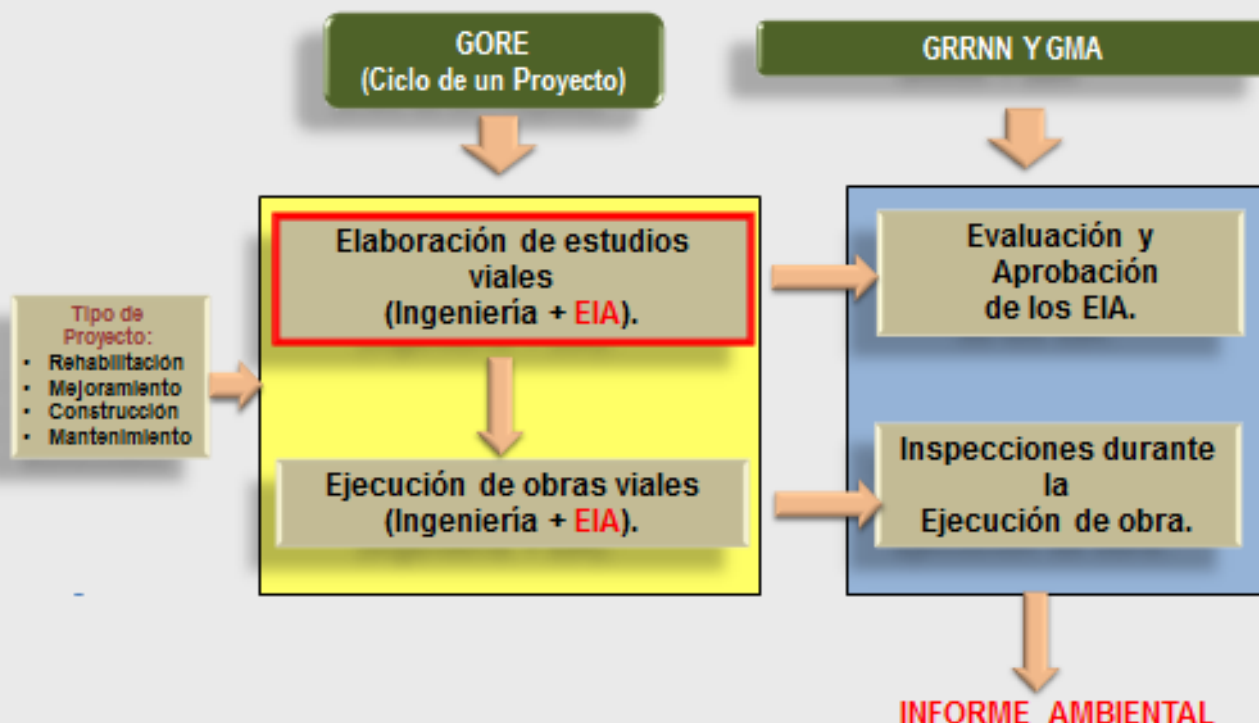 GORE
(Ciclo de un Proyecto)
GRRNN Y GMA
Tipo de
Proyecto:
• Rehabilitación
• Mejoramiento
• Construcción
• Mantenimiento
Elaboración de estudios
viales
(Ingeniería + EIA).
Evaluación y
Aprobación
de los EIA.
Ejecución de obras viales
(Ingeniería + EIA).
Inspecciones durante
la
Ejecución de obra.
INFORME AMBIENTAL